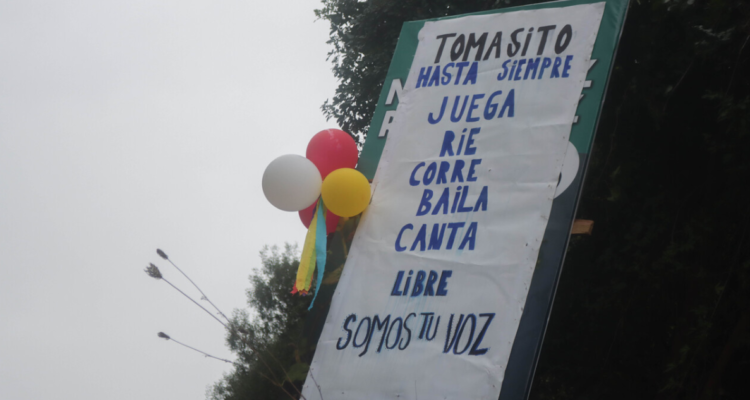 TOMASITO
HASTA SIEMPRE
JUEGA
RIE
CORRE
BAILA
CANTA
LIBRE
SOMOS TU VOZ